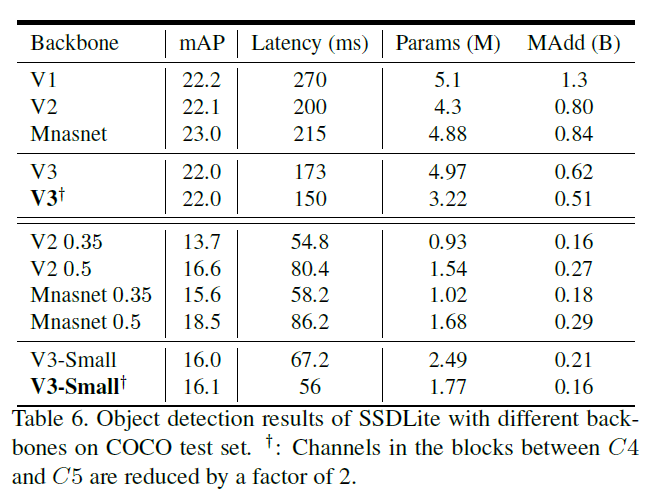 Backbone mAP Latency (ms) Params (M) MAdd (B)
V1 22.2 270 5.1 1.3
V2 22.1 200 4.3 0.80
Mnasnet 23.0 215 4.88 0.84
V3 22.0 173 4.97 0.62
V3† 22.0 150 3.22 0.51
V2 0.35 13.7 54.8 0.93 0.16
V2 0.5 16.6 80.4 1.54 0.27
Mnasnet 0.35 15.6 58.2 1.02 0.18
Mnasnet 0.5 18.5 86.2 1.68 0.29
V3-Small 16.0 67.2 2.49 0.21
V3-Small† 16.1 56 1.77 0.16
Table 6. Object detection results of SSDLite with different back-
bones on COCO test set. †: Channels in the blocks between C4
and C5 are reduced by a factor of 2.